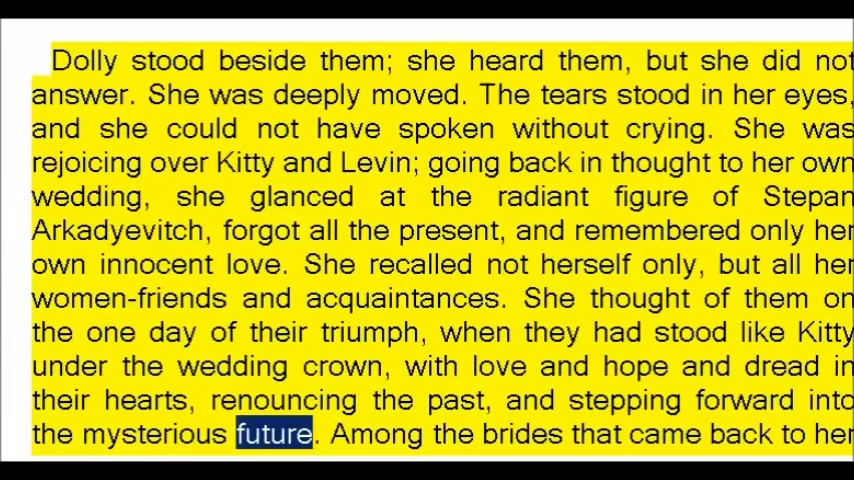 Dolly stood beside them; she heard them, but she did not
answer. She was deeply moved. The tears stood in her eyes,
and she could not have spoken without crying. She was
rejoicing over Kitty and Levin; going back in thought to her own
wedding, she glanced at the radiant figure of Stepan
Arkadyevitch, forgot all the present, and remembered only her
own innocent love. She recalled not herself only, but all her
women-friends and acquaintances. She thought of them on
the one day of their triumph, when they had stood like Kitty
under the wedding crown, with love and hope and dread in
their hearts, renouncing the past, and stepping forward into
the mysterious future. Among the brides that came back to her